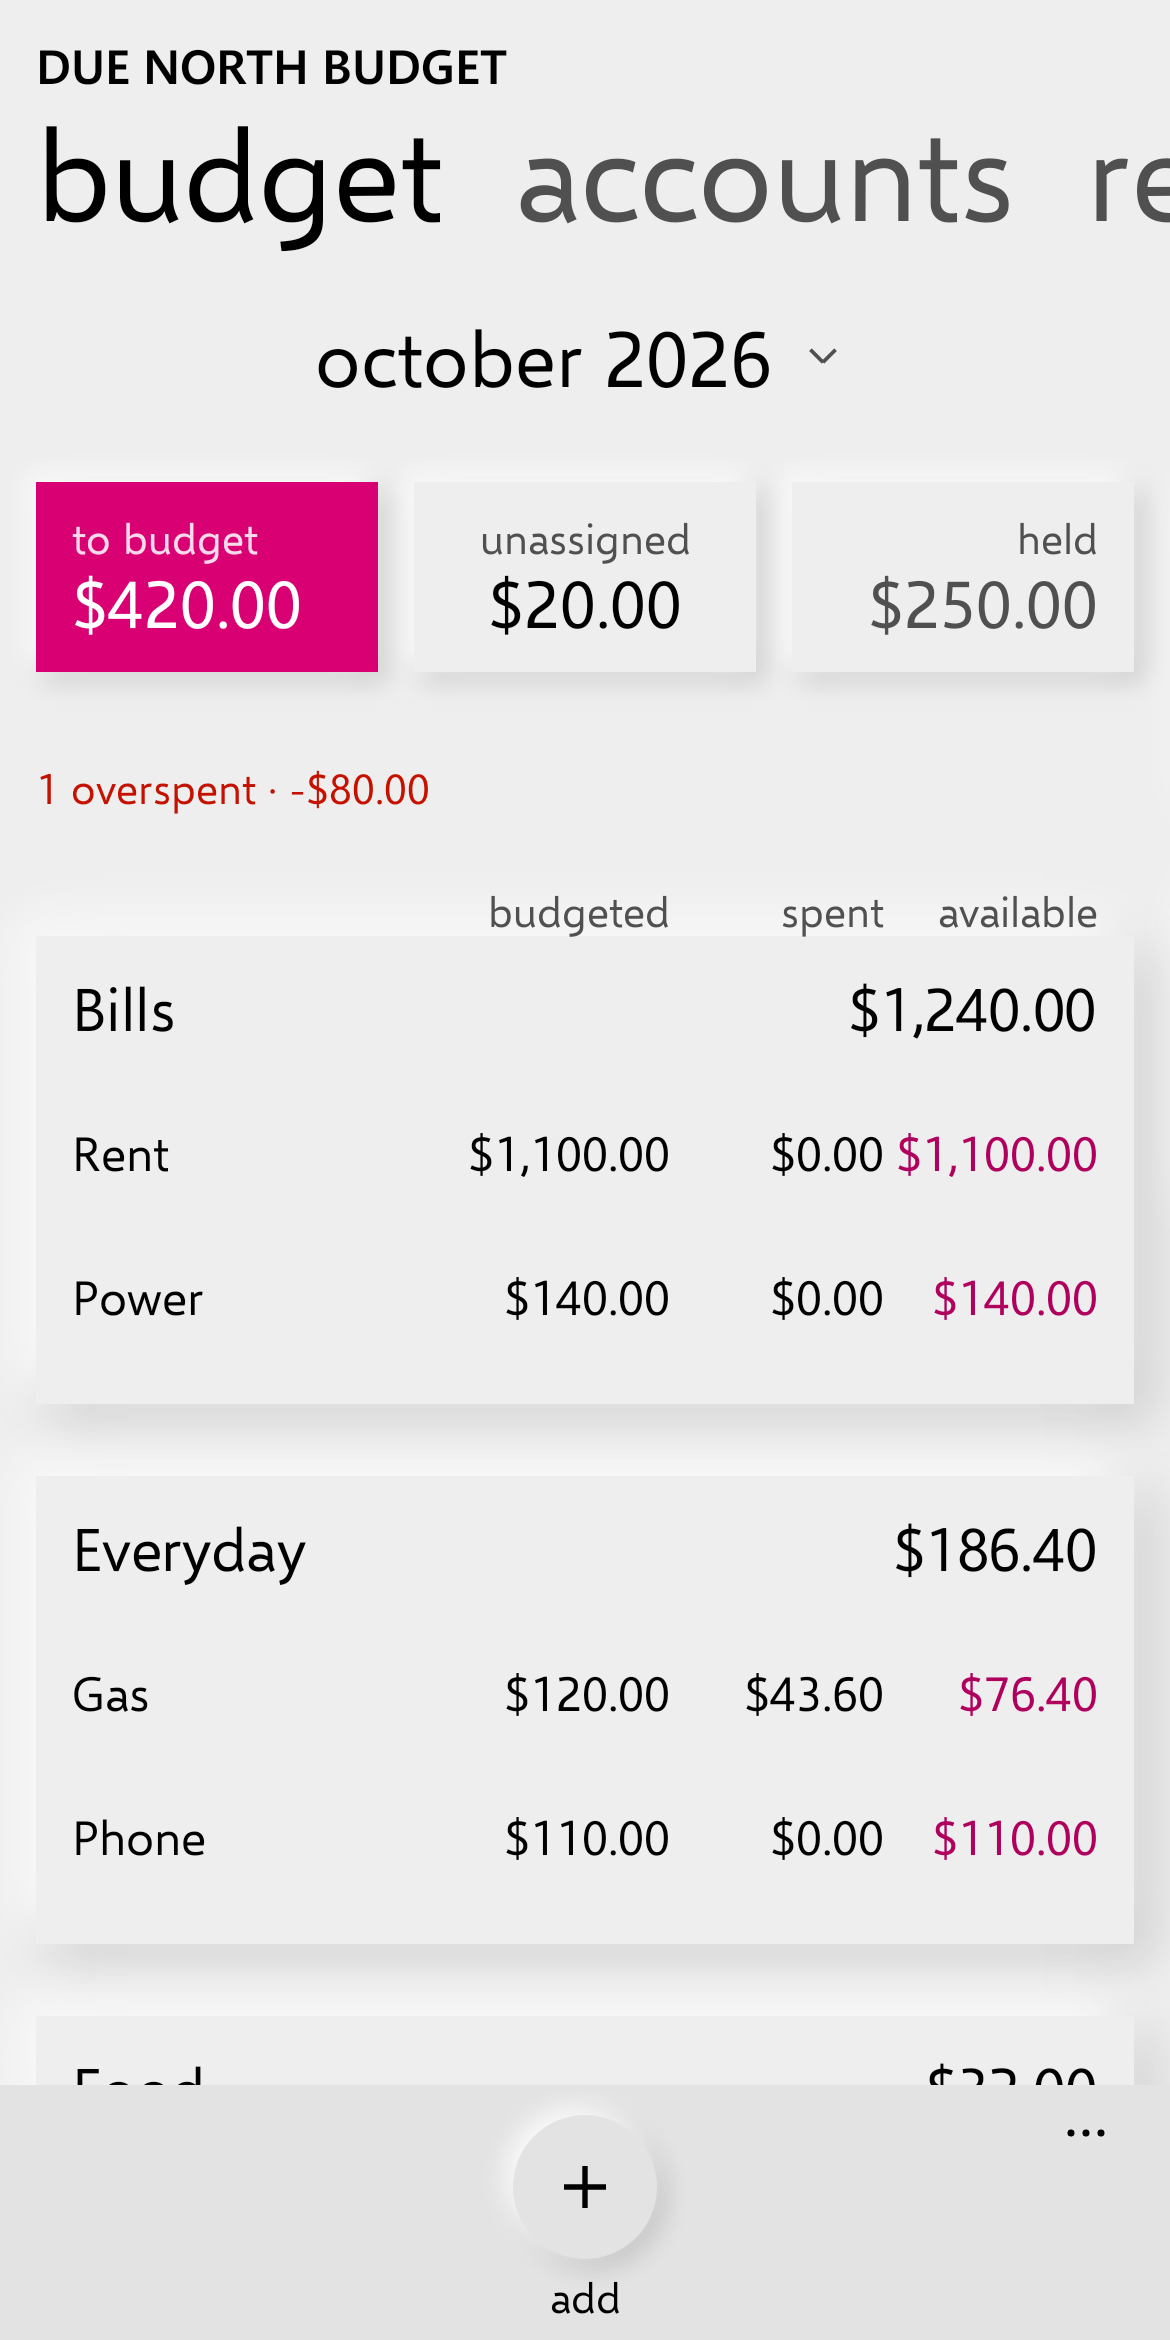 DUE NORTH BUDGET
budget accounts re
october 2026
to budget unassigned held
$420.00 $20.00 $250.00
1 overspent · -$80.00
budgeted spent available
Bills $1,240.00
Rent $1,100.00 $0.00 $1,100.00
Power $140.00 $0.00 $140.00
Everyday $186.40
Gas $120.00 $43.60 $76.40
Phone $110.00 $0.00 $110.00
Food
add